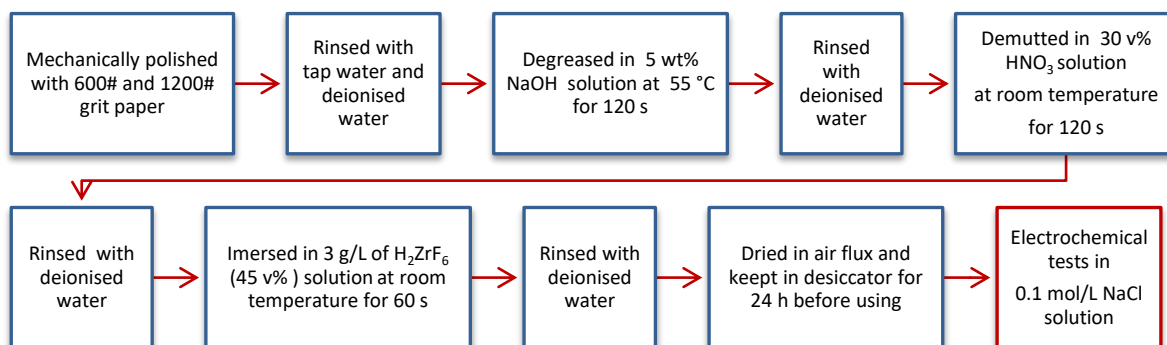 Mechanically polished
with 600# and 1200#
grit paper
Rinsed with
tap water and
deionised
water
Degreased in 5 wt%
NaOH solution at 55 °C
for 120 s
Rinsed
with
deionised
water
Demutted in 30 v%
HNO₃ solution
at room temperature
for 120 s
Rinsed with
deionised
water
Imersed in 3 g/L of H₂ZrF₆
(45 v% ) solution at room
temperature for 60 s
Rinsed with
deionised
water
Dried in air flux and
keept in desiccator for
24 h before using
Electrochemical
tests in
0.1 mol/L NaCl
solution